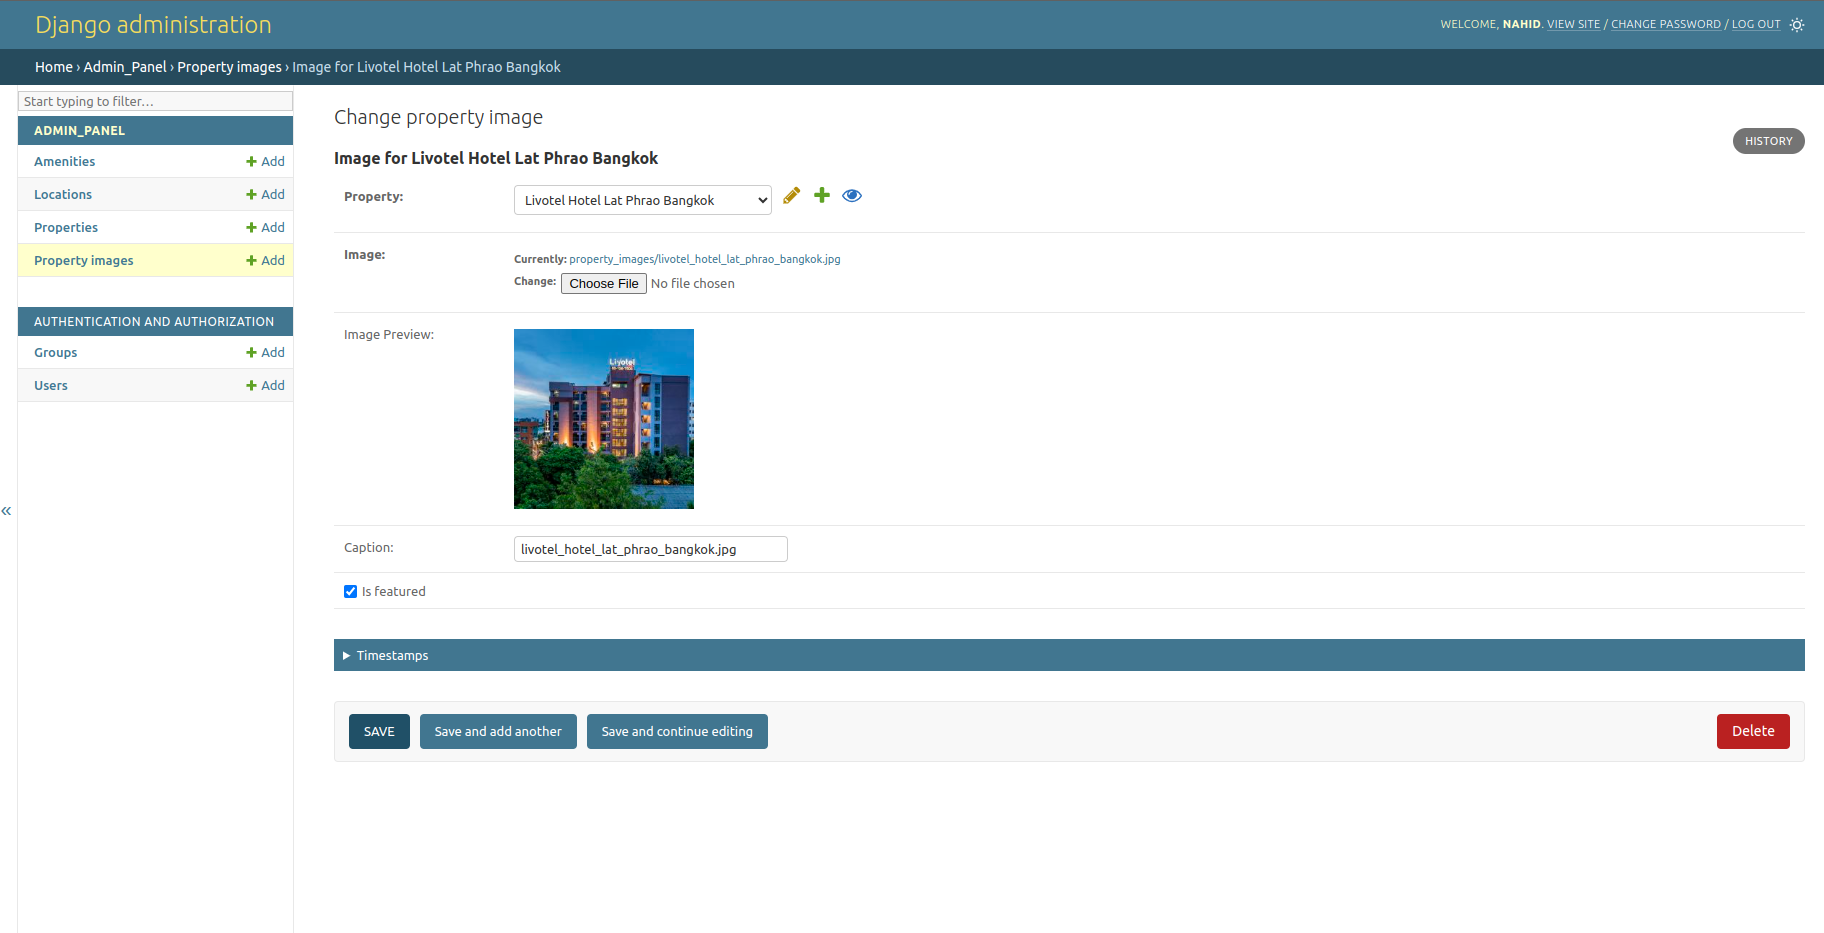 Django administration
WELCOME, NAHID. VIEW SITE / CHANGE PASSWORD / LOG OUT
Home › Admin_Panel › Property images › Image for Livotel Hotel Lat Phrao Bangkok
Start typing to filter...
ADMIN_PANEL
Amenities Add
Locations Add
Properties Add
Property images Add
AUTHENTICATION AND AUTHORIZATION
Groups Add
Users Add
«
Change property image
HISTORY
Image for Livotel Hotel Lat Phrao Bangkok
Property: Livotel Hotel Lat Phrao Bangkok
Image: Currently: property_images/livotel_hotel_lat_phrao_bangkok.jpg
Change: Choose File No file chosen
Image Preview:
Livotel
Caption: livotel_hotel_lat_phrao_bangkok.jpg
Is featured
Timestamps
SAVE Save and add another Save and continue editing Delete